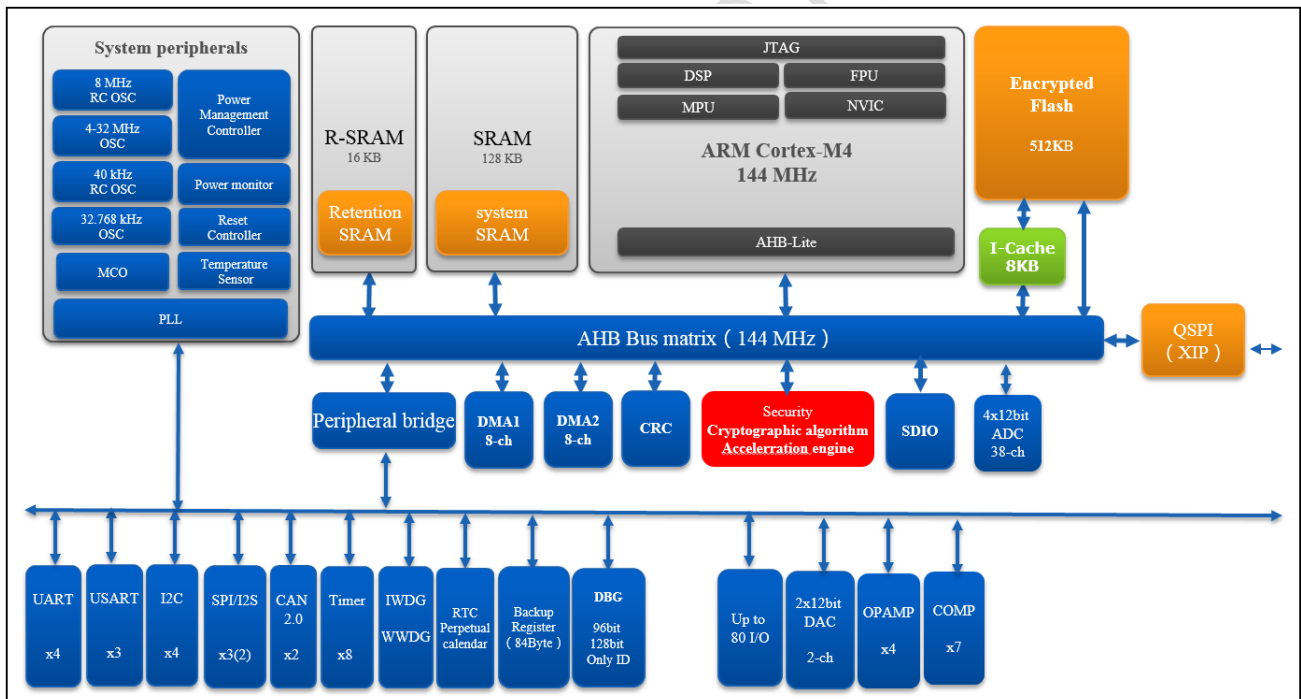 System peripherals
8 MHz
RC OSC
4-32 MHz
OSC
40 kHz
RC OSC
32.768 kHz
OSC
MCO
Power
Management
Controller
Power monitor
Reset
Controller
Temperature
Sensor
PLL
R-SRAM
16 KB
Retention
SRAM
SRAM
128 KB
system
SRAM
JTAG
DSP
FPU
MPU
NVIC
ARM Cortex-M4
144 MHz
AHB-Lite
Encrypted
Flash
512KB
I-Cache
8KB
AHB Bus matrix ( 144 MHz )
QSPI
( XIP )
Peripheral bridge
DMA1
8-ch
DMA2
8-ch
CRC
Security
Cryptographic algorithm
Accelerration engine
SDIO
4x12bit
ADC
38-ch
UART
x4
USART
x3
I2C
x4
SPI/I2S
x3(2)
CAN
2.0
x2
Timer
x8
IWDG
WWDG
RTC
Perpetual
calendar
Backup
Register
( 84Byte )
DBG
96bit
128bit
Only ID
Up to
80 I/O
2x12bit
DAC
2-ch
OPAMP
x4
COMP
x7